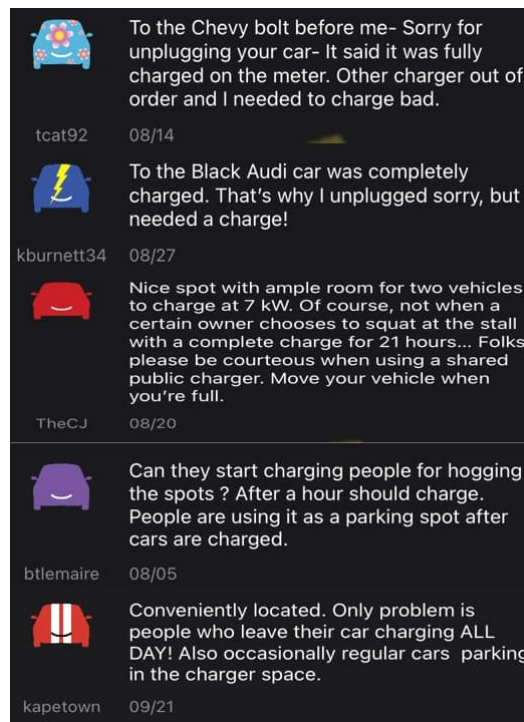 To the Chevy bolt before me- Sorry for
unplugging your car- It said it was fully
charged on the meter. Other charger out of
order and I needed to charge bad.
tcat92 08/14
To the Black Audi car was completely
charged. That's why I unplugged sorry, but
needed a charge!
kburnett34 08/27
Nice spot with ample room for two vehicles
to charge at 7 kW. Of course, not when a
certain owner chooses to squat at the stall
with a complete charge for 21 hours... Folks
please be courteous when using a shared
public charger. Move your vehicle when
you're full.
TheCJ 08/20
Can they start charging people for hogging
the spots ? After a hour should charge.
People are using it as a parking spot after
cars are charged.
btlemaire 08/05
Conveniently located. Only problem is
people who leave their car charging ALL
DAY! Also occasionally regular cars parking
in the charger space.
kapetown 09/21